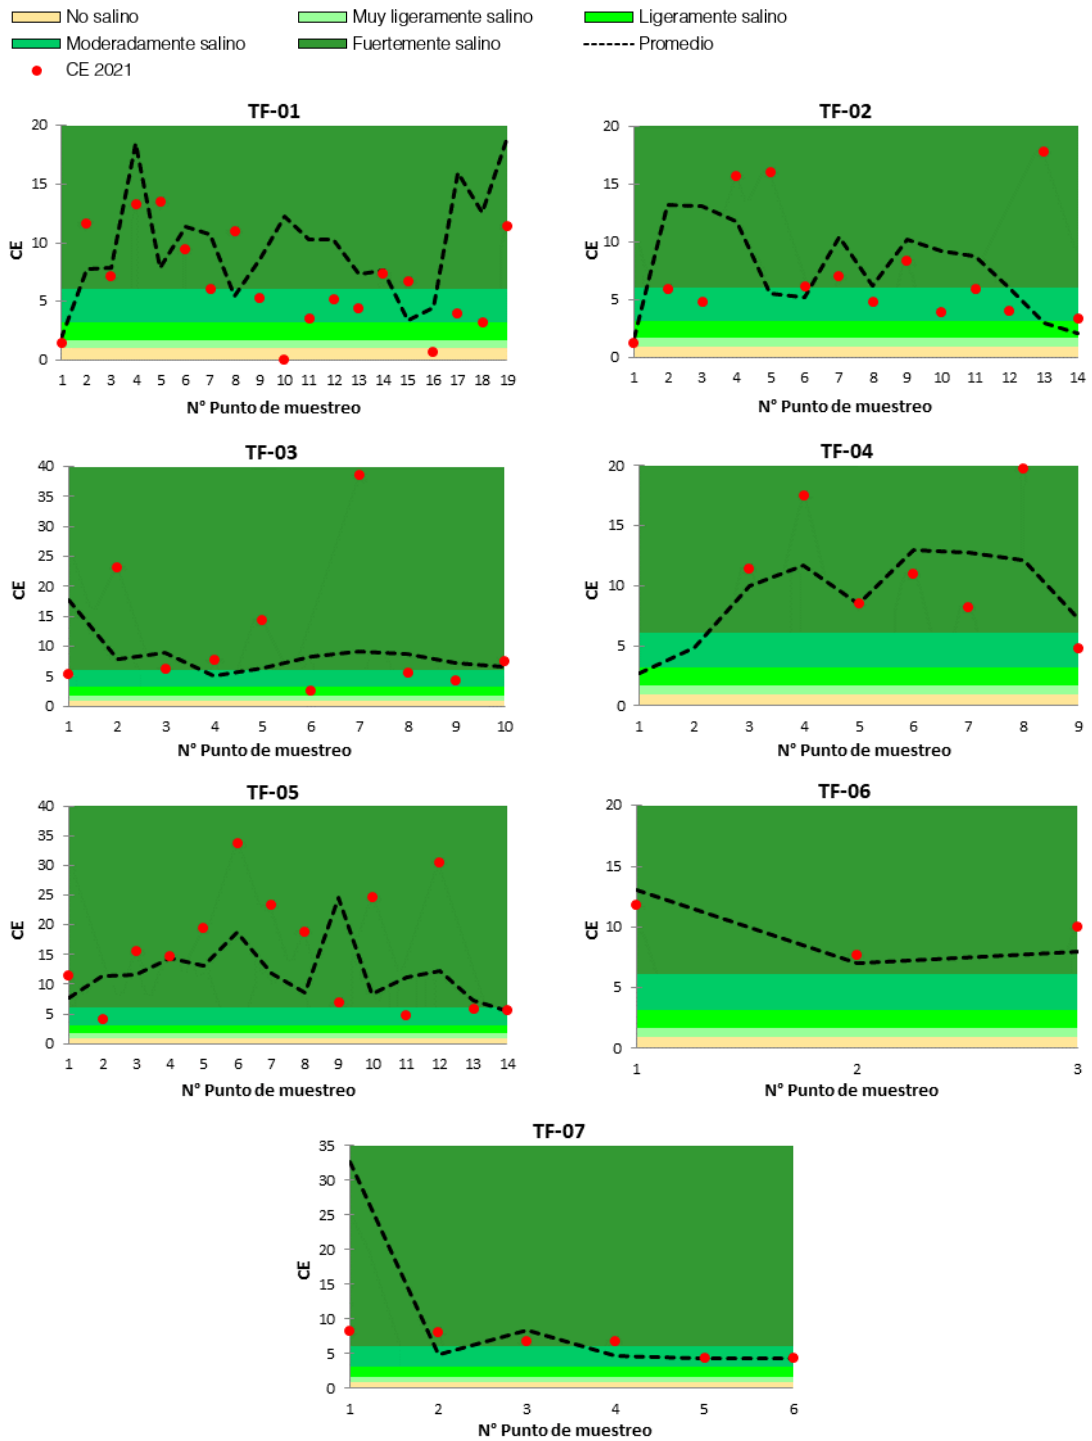 No salino Muy ligeramente salino Ligeramente salino
Moderadamente salino Fuertemente salino Promedio
CE 2021
TF-01
20
15
10
5
0
CE
1 2 3 4 5 6 7 8 9 10 11 12 13 14 15 16 17 18 19
N° Punto de muestreo
TF-02
20
15
10
5
0
CE
1 2 3 4 5 6 7 8 9 10 11 12 13 14
N° Punto de muestreo
TF-03
40
35
30
25
20
15
10
5
0
CE
1 2 3 4 5 6 7 8 9 10
N° Punto de muestreo
TF-04
20
15
10
5
0
CE
1 2 3 4 5 6 7 8 9
N° Punto de muestreo
TF-05
40
35
30
25
20
15
10
5
0
CE
1 2 3 4 5 6 7 8 9 10 11 12 13 14
N° Punto de muestreo
TF-06
20
15
10
5
0
CE
1 2 3
N° Punto de muestreo
TF-07
35
30
25
20
15
10
5
0
CE
1 2 3 4 5 6
N° Punto de muestreo